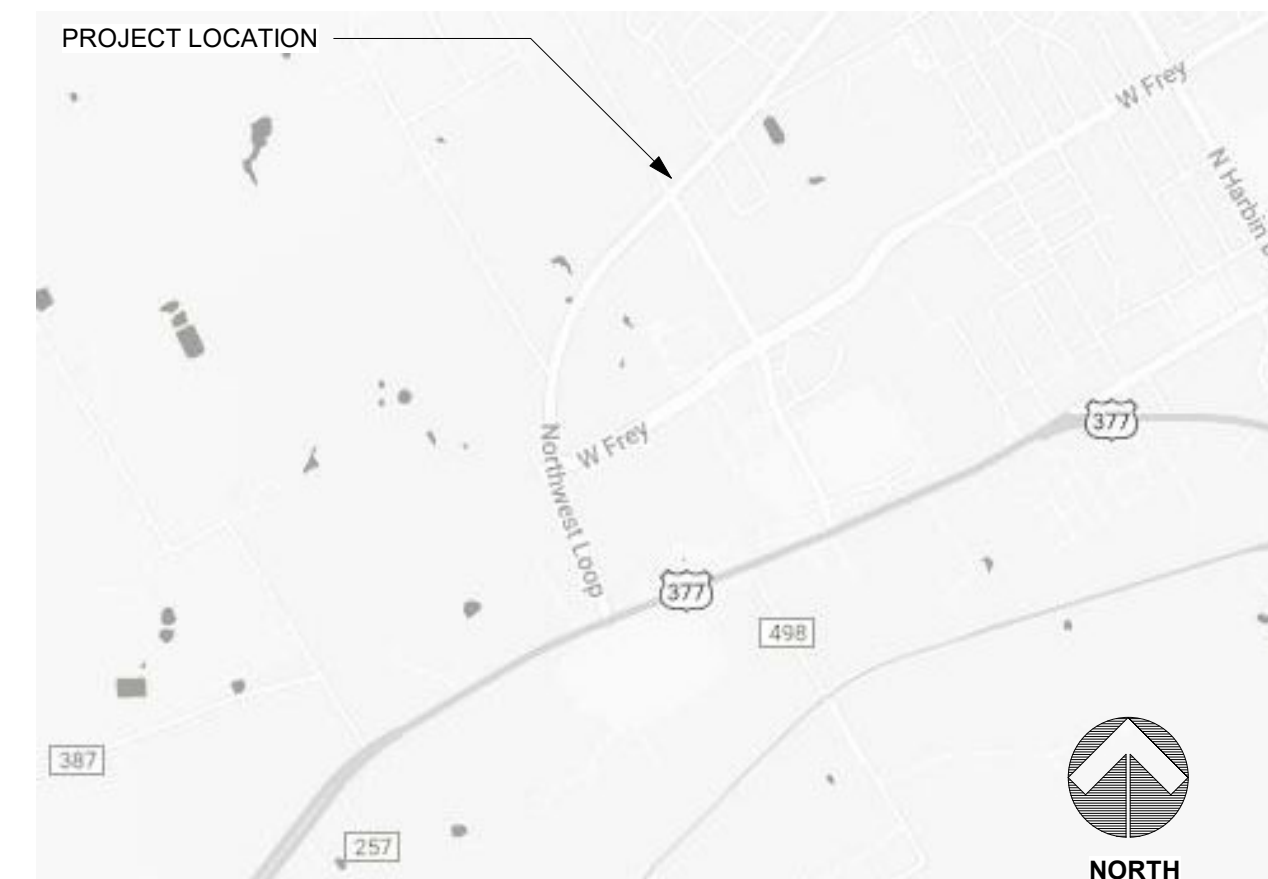 PROJECT LOCATION
W Frey
N Harbin
377
W Frey
Northwest Loop
377
498
387
257
NORTH